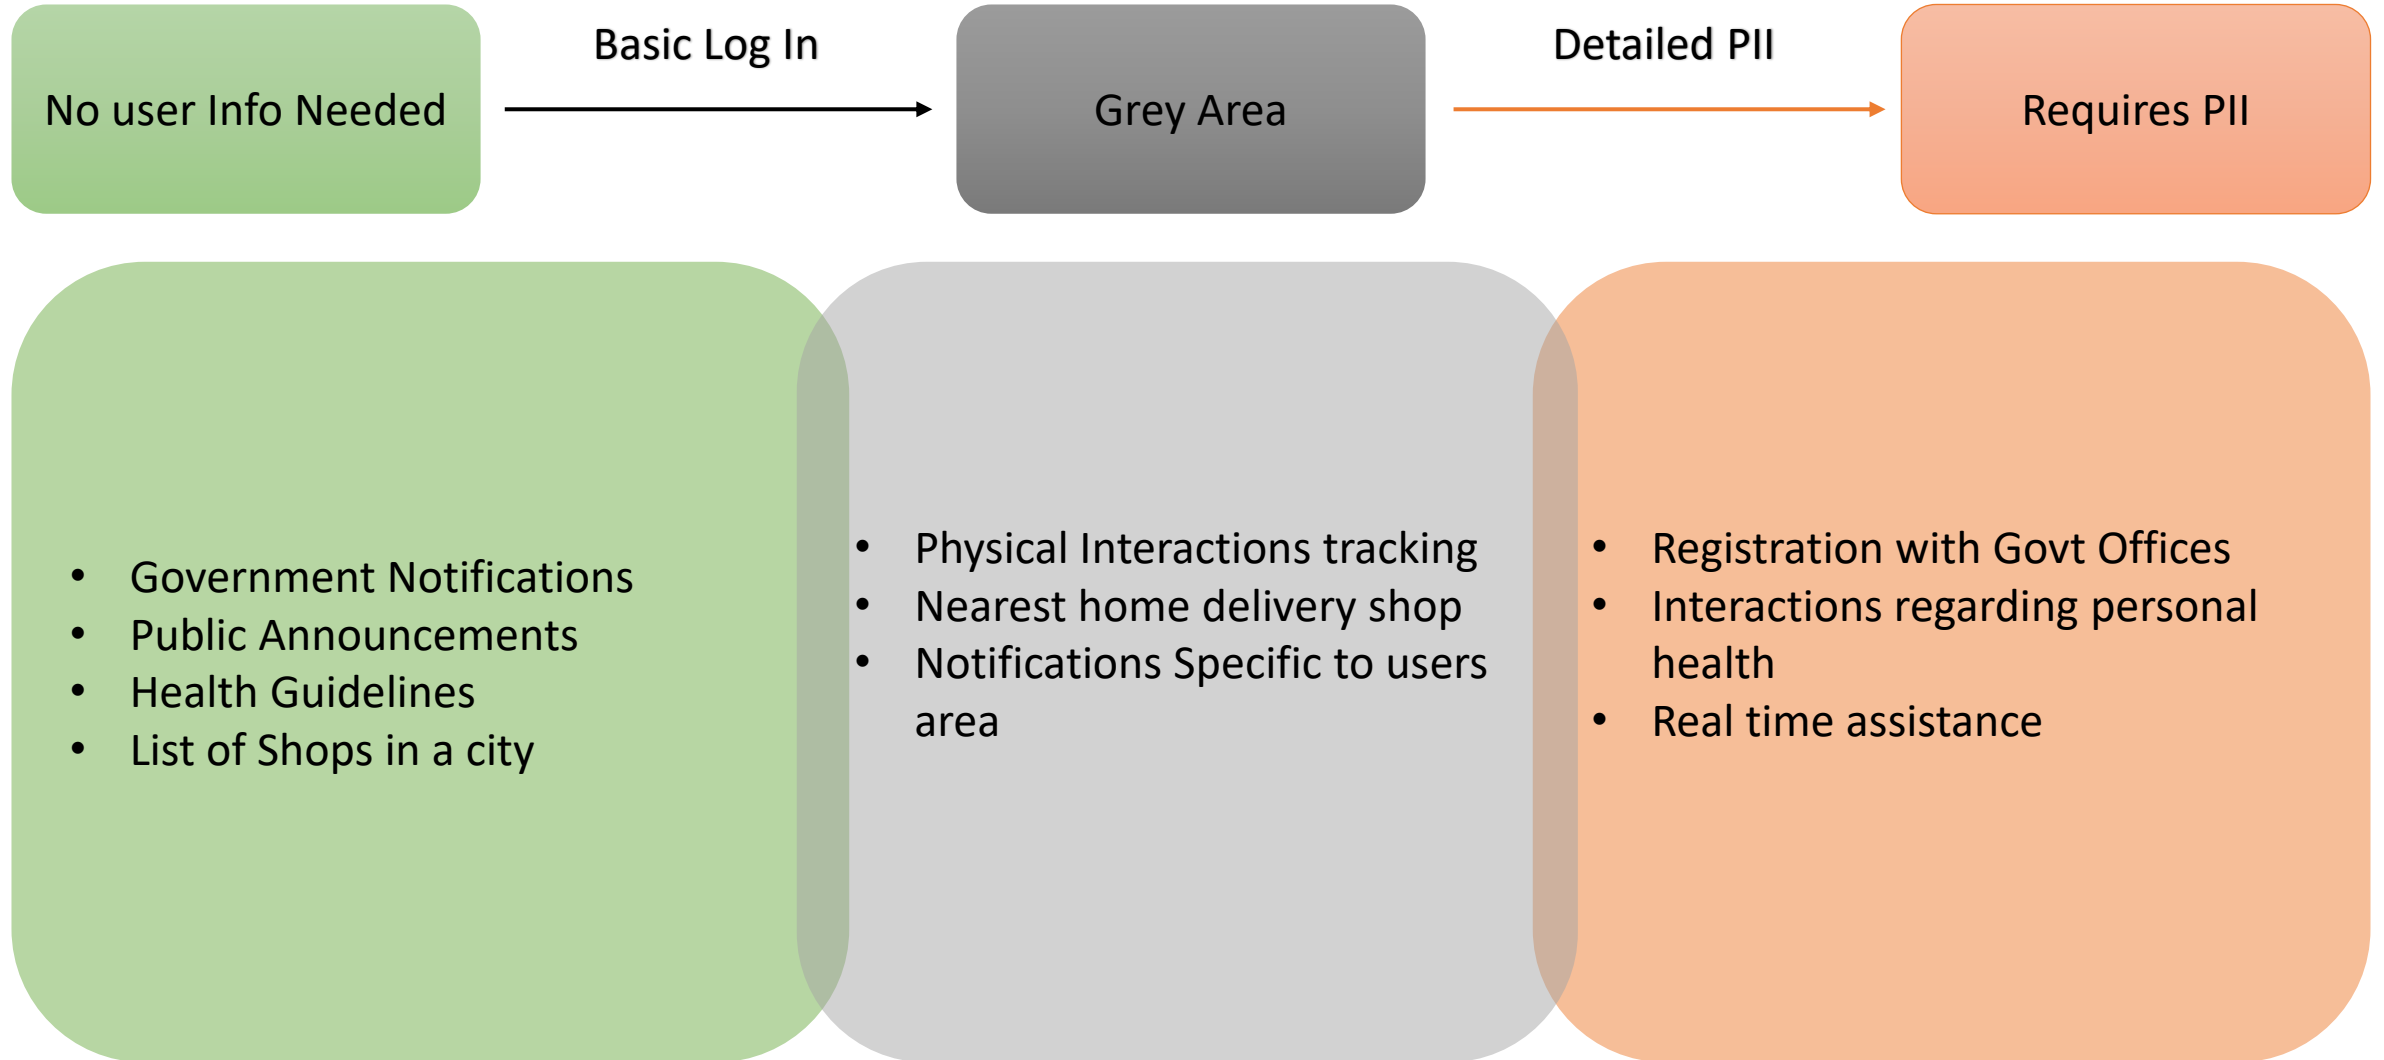 Basic Log In
Detailed PII
No user Info Needed
Grey Area
Requires PII
• Government Notifications
• Public Announcements
• Health Guidelines
• List of Shops in a city
• Physical Interactions tracking
• Nearest home delivery shop
• Notifications Specific to users
area
• Registration with Govt Offices
• Interactions regarding personal
health
• Real time assistance